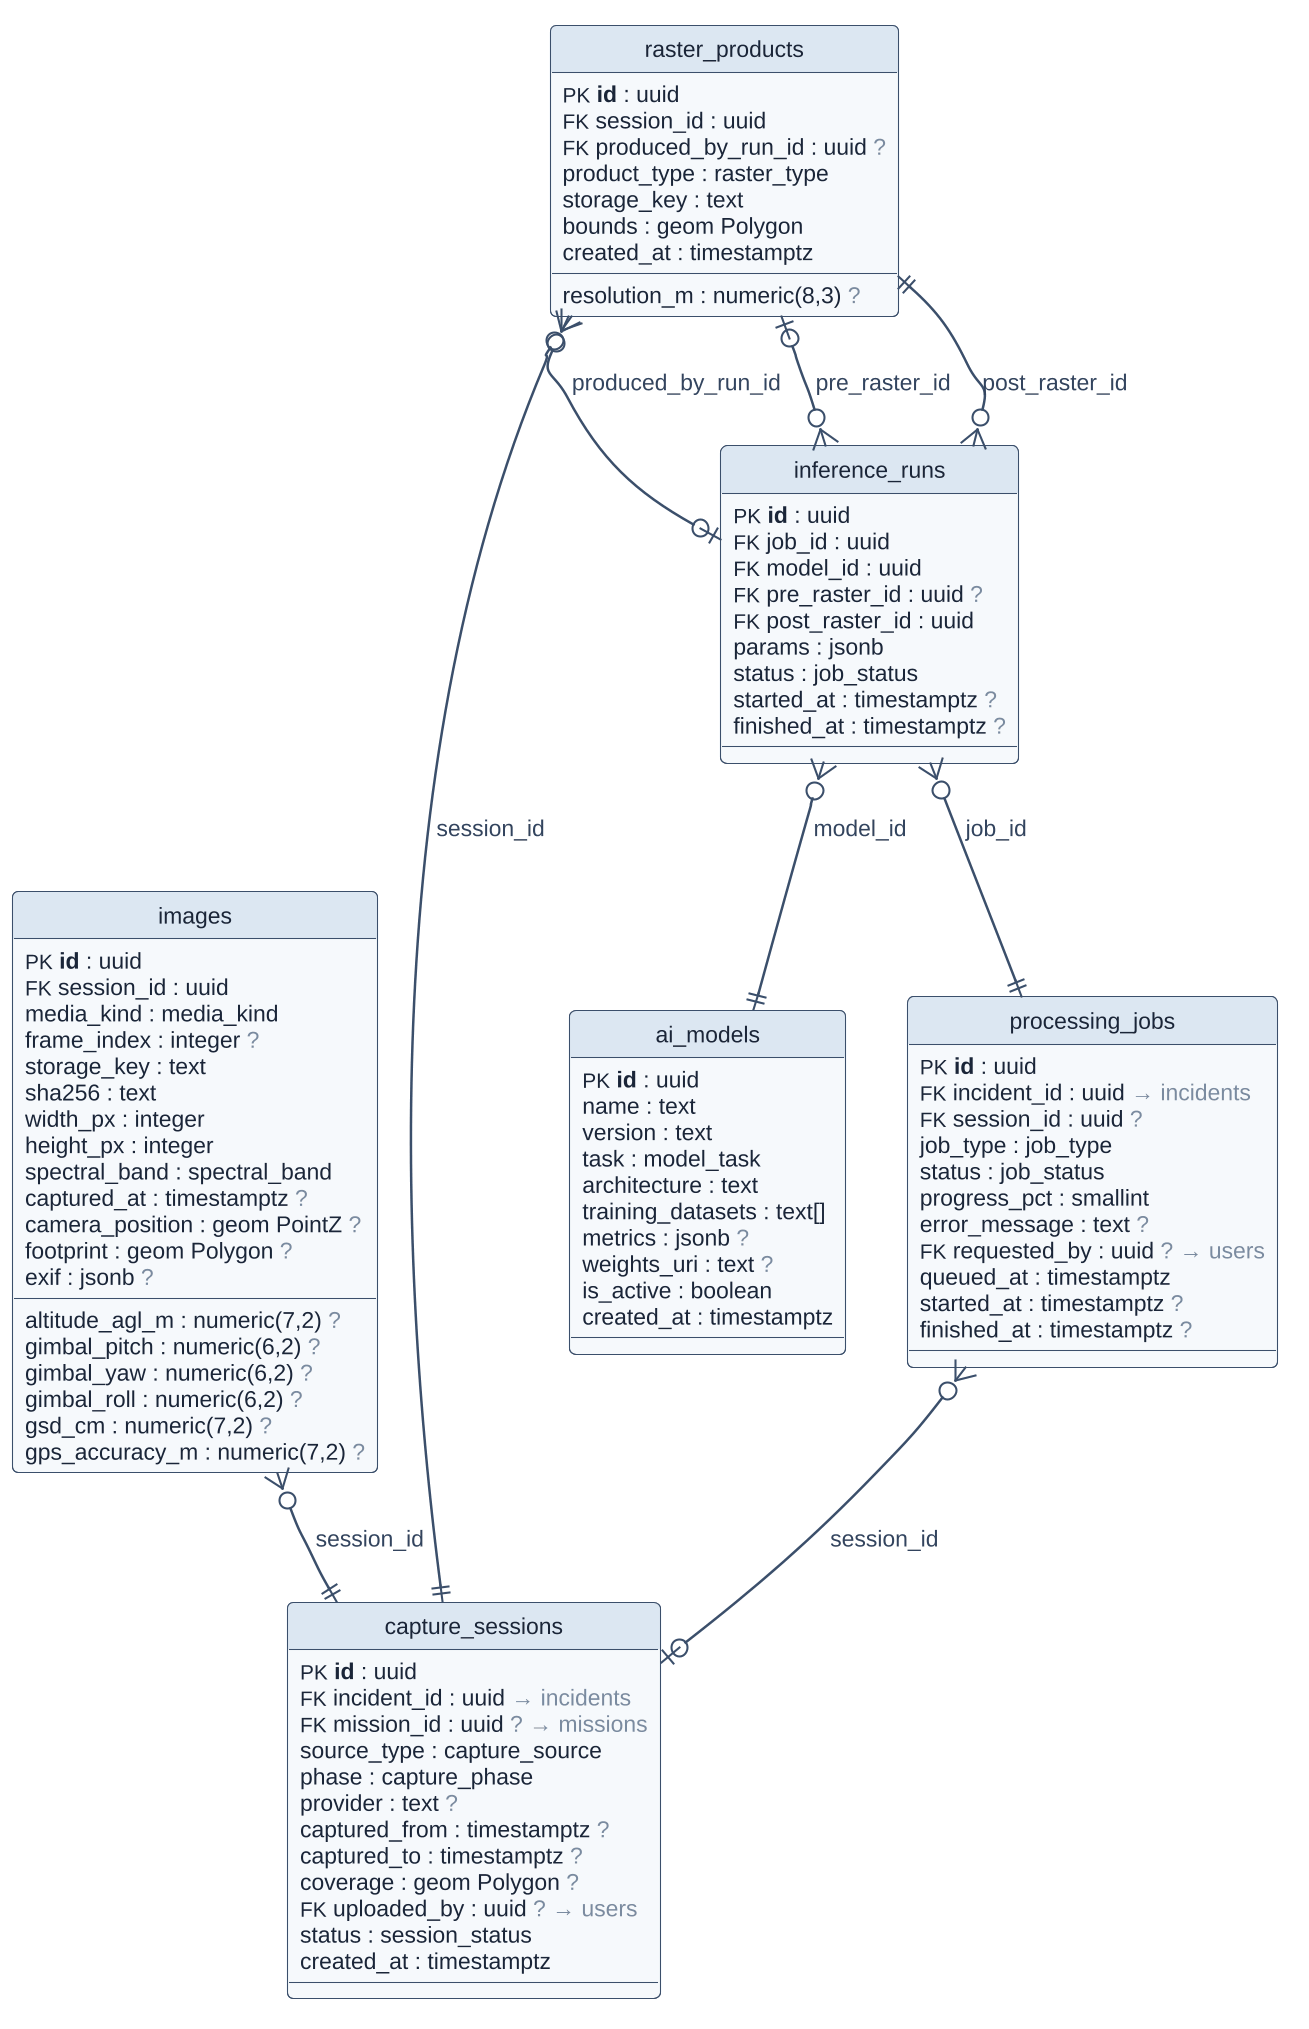 raster_products
PK id : uuid
FK session_id : uuid
FK produced_by_run_id : uuid ?
product_type : raster_type
storage_key : text
bounds : geom Polygon
created_at : timestamptz
resolution_m : numeric(8,3) ?
produced_by_run_id
pre_raster_id
post_raster_id
inference_runs
PK id : uuid
FK job_id : uuid
FK model_id : uuid
FK pre_raster_id : uuid ?
FK post_raster_id : uuid
params : jsonb
status : job_status
started_at : timestamptz ?
finished_at : timestamptz ?
session_id
model_id
job_id
images
PK id : uuid
FK session_id : uuid
media_kind : media_kind
frame_index : integer ?
storage_key : text
sha256 : text
width_px : integer
height_px : integer
spectral_band : spectral_band
captured_at : timestamptz ?
camera_position : geom PointZ ?
footprint : geom Polygon ?
exif : jsonb ?
altitude_agl_m : numeric(7,2) ?
gimbal_pitch : numeric(6,2) ?
gimbal_yaw : numeric(6,2) ?
gimbal_roll : numeric(6,2) ?
gsd_cm : numeric(7,2) ?
gps_accuracy_m : numeric(7,2) ?
ai_models
PK id : uuid
name : text
version : text
task : model_task
architecture : text
training_datasets : text[]
metrics : jsonb ?
weights_uri : text ?
is_active : boolean
created_at : timestamptz
processing_jobs
PK id : uuid
FK incident_id : uuid → incidents
FK session_id : uuid ?
job_type : job_type
status : job_status
progress_pct : smallint
error_message : text ?
FK requested_by : uuid ? → users
queued_at : timestamptz
started_at : timestamptz ?
finished_at : timestamptz ?
session_id
session_id
capture_sessions
PK id : uuid
FK incident_id : uuid → incidents
FK mission_id : uuid ? → missions
source_type : capture_source
phase : capture_phase
provider : text ?
captured_from : timestamptz ?
captured_to : timestamptz ?
coverage : geom Polygon ?
FK uploaded_by : uuid ? → users
status : session_status
created_at : timestamptz